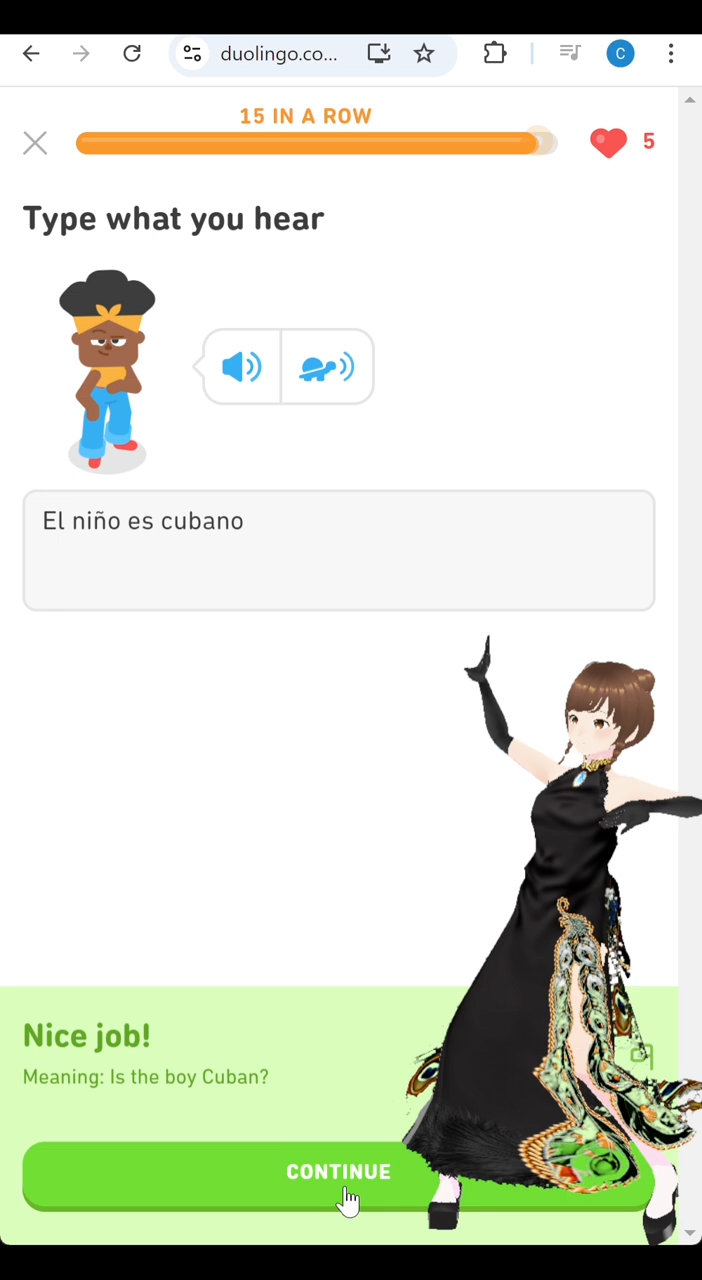 duolingo.co...
C
15 IN A ROW
5
Type what you hear
El niño es cubano
Nice job!
Meaning: Is the boy Cuban?
CONTINUE